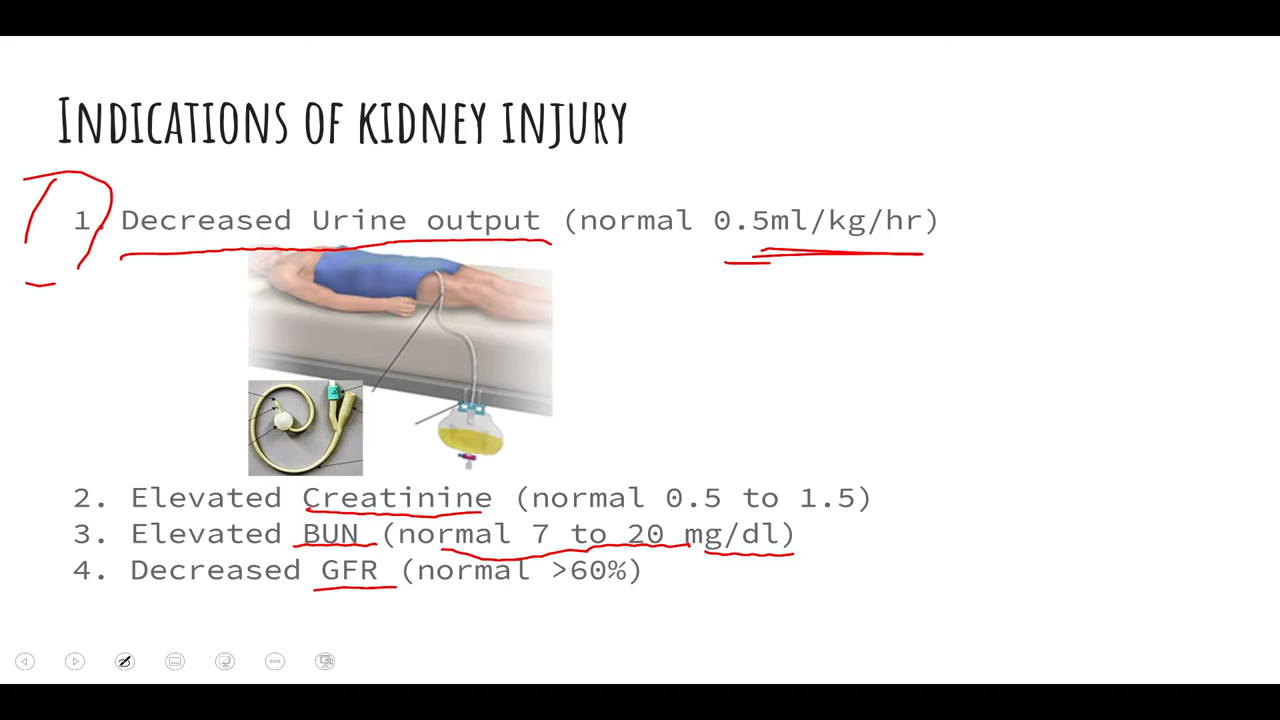 INDICATIONS OF KIDNEY INJURY
1. Decreased Urine output (normal 0.5ml/kg/hr)
2. Elevated Creatinine (normal 0.5 to 1.5)
3. Elevated BUN (normal 7 to 20 mg/dl)
4. Decreased GFR (normal >60%)